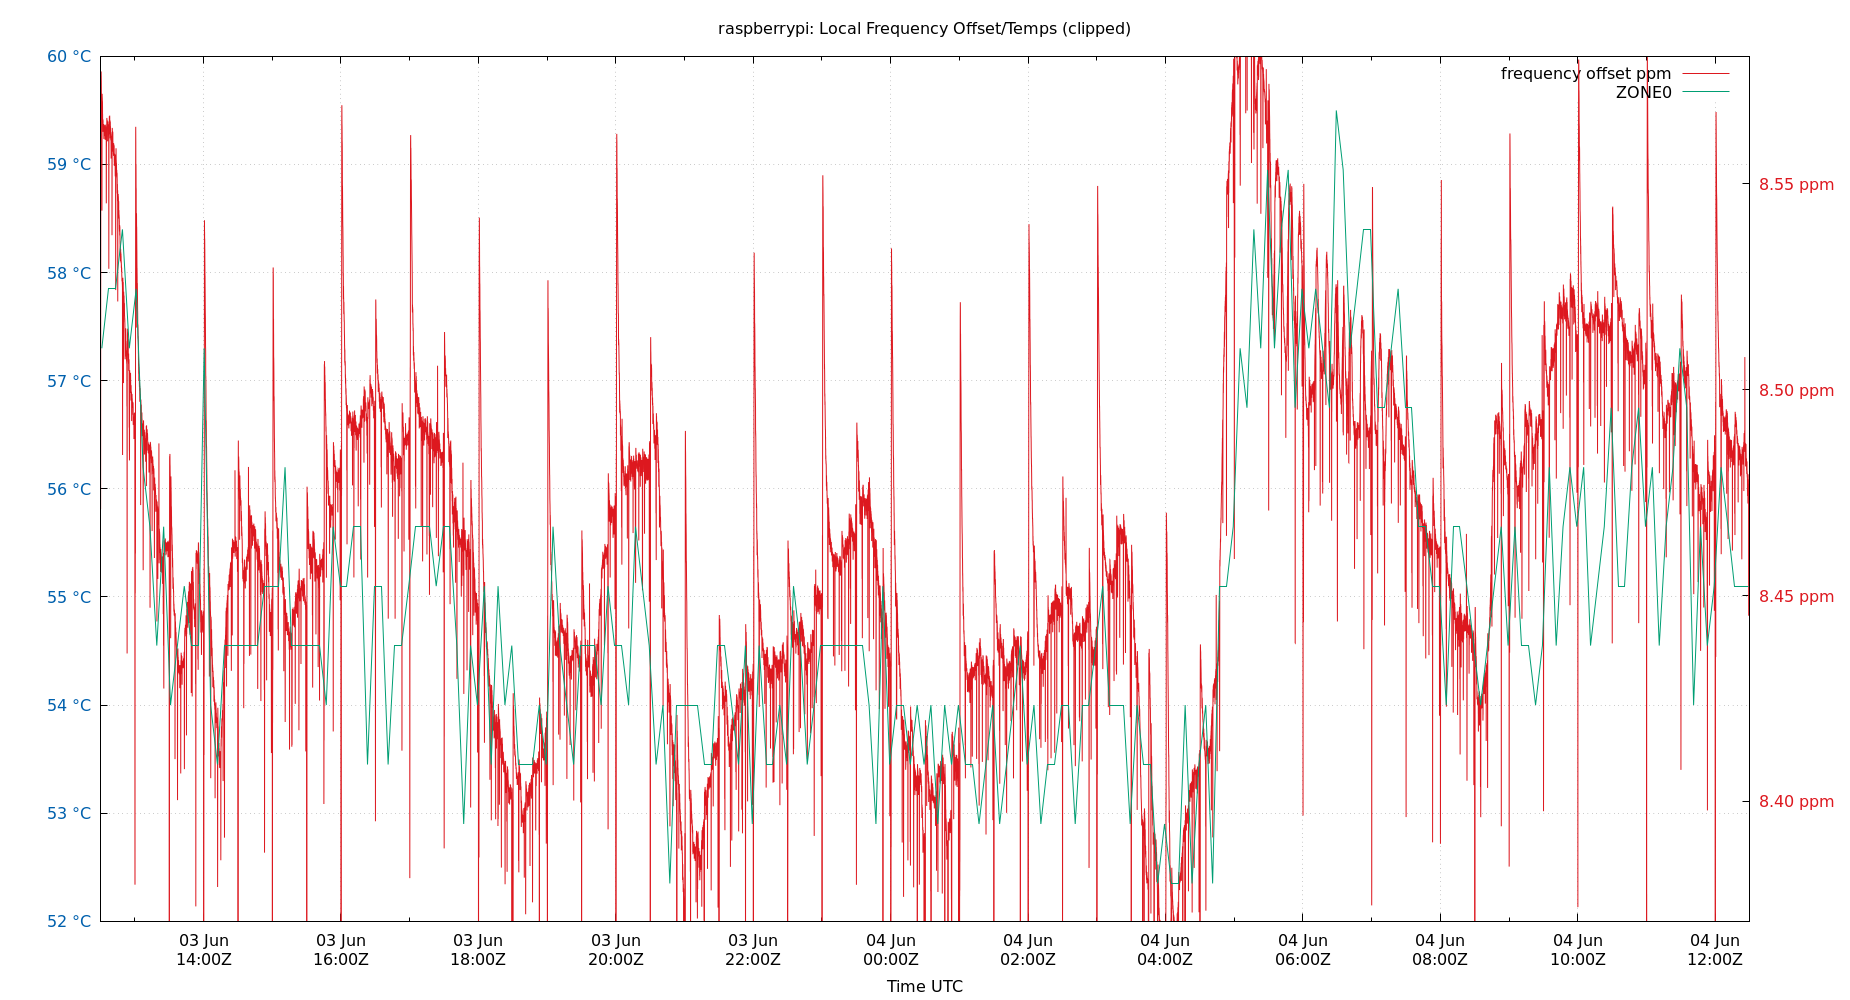 raspberrypi: Local Frequency Offset/Temps (clipped)
60 °C
59 °C
58 °C
57 °C
56 °C
55 °C
54 °C
53 °C
52 °C
frequency offset ppm
ZONE0
8.55 ppm
8.50 ppm
8.45 ppm
8.40 ppm
03 Jun
14:00Z
03 Jun
16:00Z
03 Jun
18:00Z
03 Jun
20:00Z
03 Jun
22:00Z
04 Jun
00:00Z
04 Jun
02:00Z
04 Jun
04:00Z
04 Jun
06:00Z
04 Jun
08:00Z
04 Jun
10:00Z
04 Jun
12:00Z
Time UTC